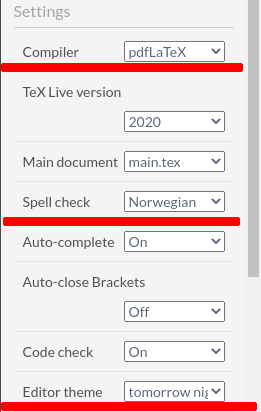 Settings
Compiler pdfLaTeX
TeX Live version
2020
Main document main.tex
Spell check Norwegian
Auto-complete On
Auto-close Brackets
Off
Code check On
Editor theme tomorrow nig